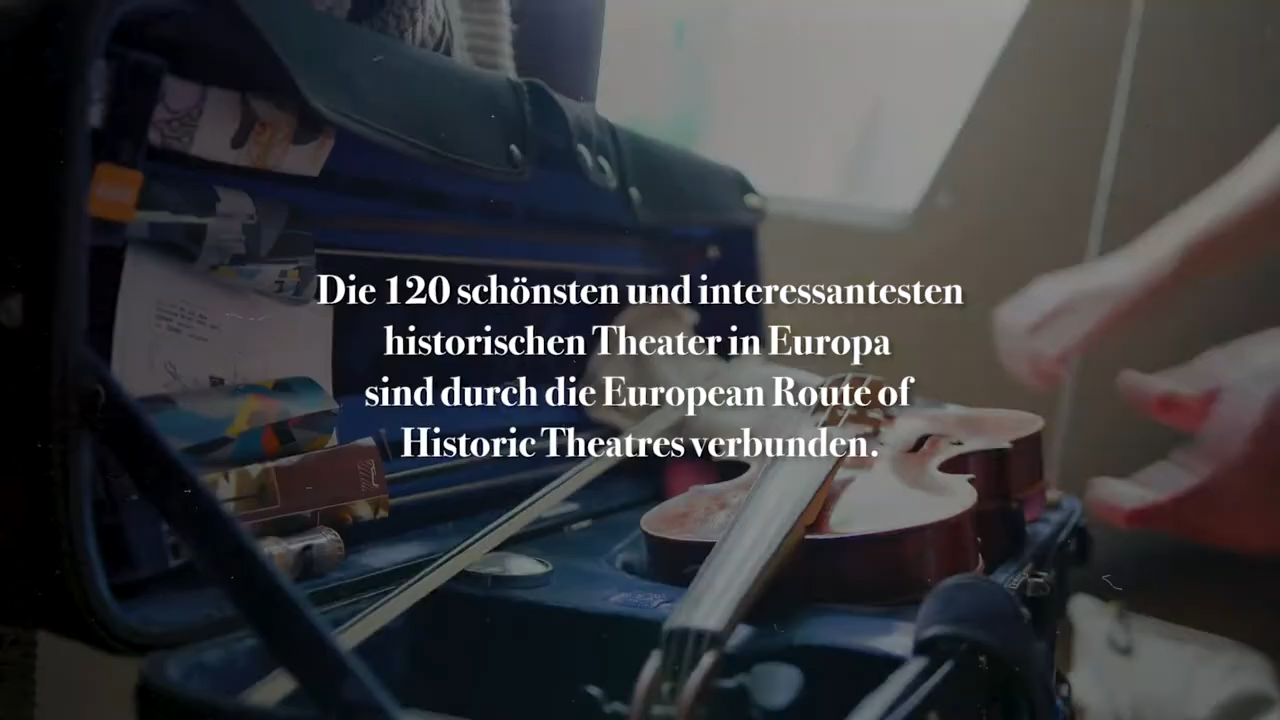 Die 120 schönsten und interessantesten
historischen Theater in Europa
sind durch die European Route of
Historic Theatres verbunden.